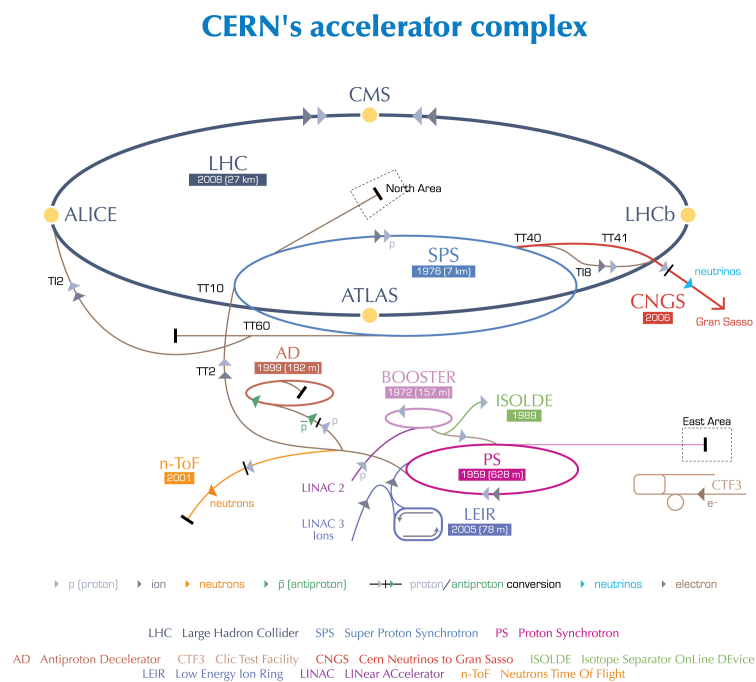 CERN's accelerator complex
CMS
LHC
2008 (27 km)
North Area
ALICE
LHCb
p
SPS
1976 (7 km)
TT40
TT41
TI8
neutrinos
TI2
TT10
ATLAS
CNGS
2006
Gran Sasso
TT60
TT2
AD
1999 (182 m)
BOOSTER
1972 (157 m)
ISOLDE
1989
p̅
p
East Area
n-ToF
2001
neutrons
p
LINAC 2
PS
1959 (628 m)
CTF3
e–
LINAC 3
Ions
LEIR
2005 (78 m)
p (proton) ion neutrons p̅ (antiproton) proton/antiproton conversion neutrinos electron
LHC Large Hadron Collider SPS Super Proton Synchrotron PS Proton Synchrotron
AD Antiproton Decelerator CTF3 Clic Test Facility CNGS Cern Neutrinos to Gran Sasso ISOLDE Isotope Separator OnLine DEvice
LEIR Low Energy Ion Ring LINAC LINear ACcelerator n-ToF Neutrons Time Of Flight